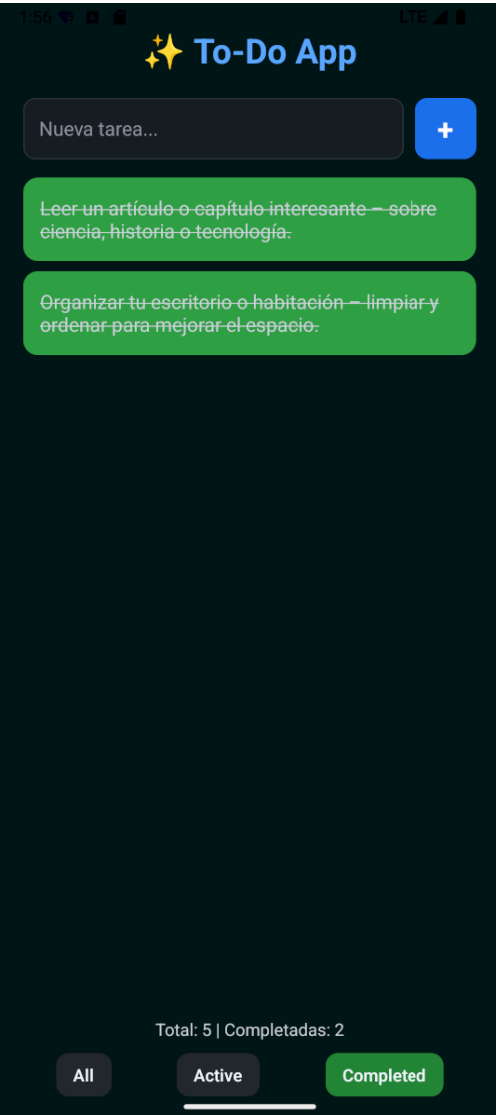 1:56 LTE
✨ To-Do App
Nueva tarea...
+
Leer un artículo o capítulo interesante – sobre
ciencia, historia o tecnología.
Organizar tu escritorio o habitación – limpiar y
ordenar para mejorar el espacio.
Total: 5 | Completadas: 2
All Active Completed